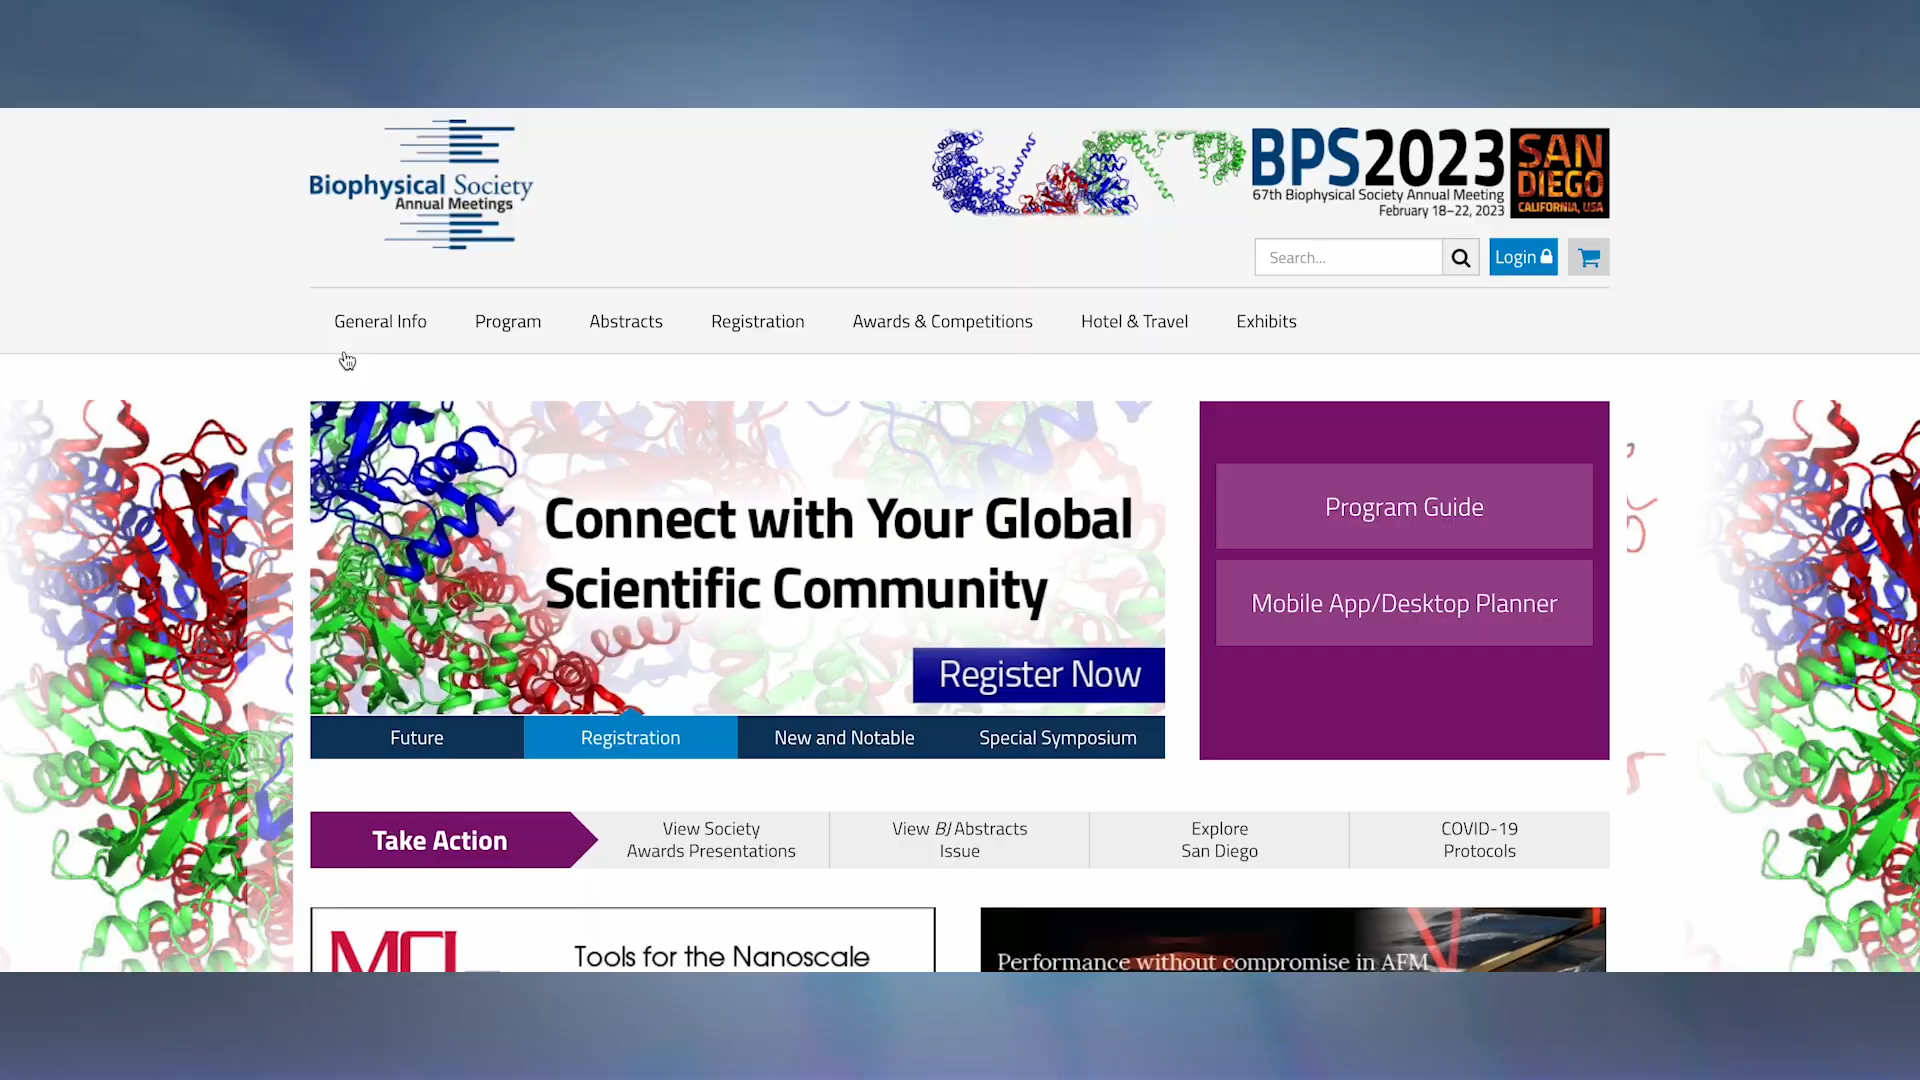 Biophysical Society
Annual Meetings
BPS2023
67th Biophysical Society Annual Meeting
February 18–22, 2023
SAN
DIEGO
CALIFORNIA, USA
Search...
Login
General Info
Program
Abstracts
Registration
Awards & Competitions
Hotel & Travel
Exhibits
Connect with Your Global
Scientific Community
Register Now
Future
Registration
New and Notable
Special Symposium
Program Guide
Mobile App/Desktop Planner
Take Action
View Society
Awards Presentations
View BJ Abstracts
Issue
Explore
San Diego
COVID-19
Protocols
Tools for the Nanoscale
Performance without compromise in AFM